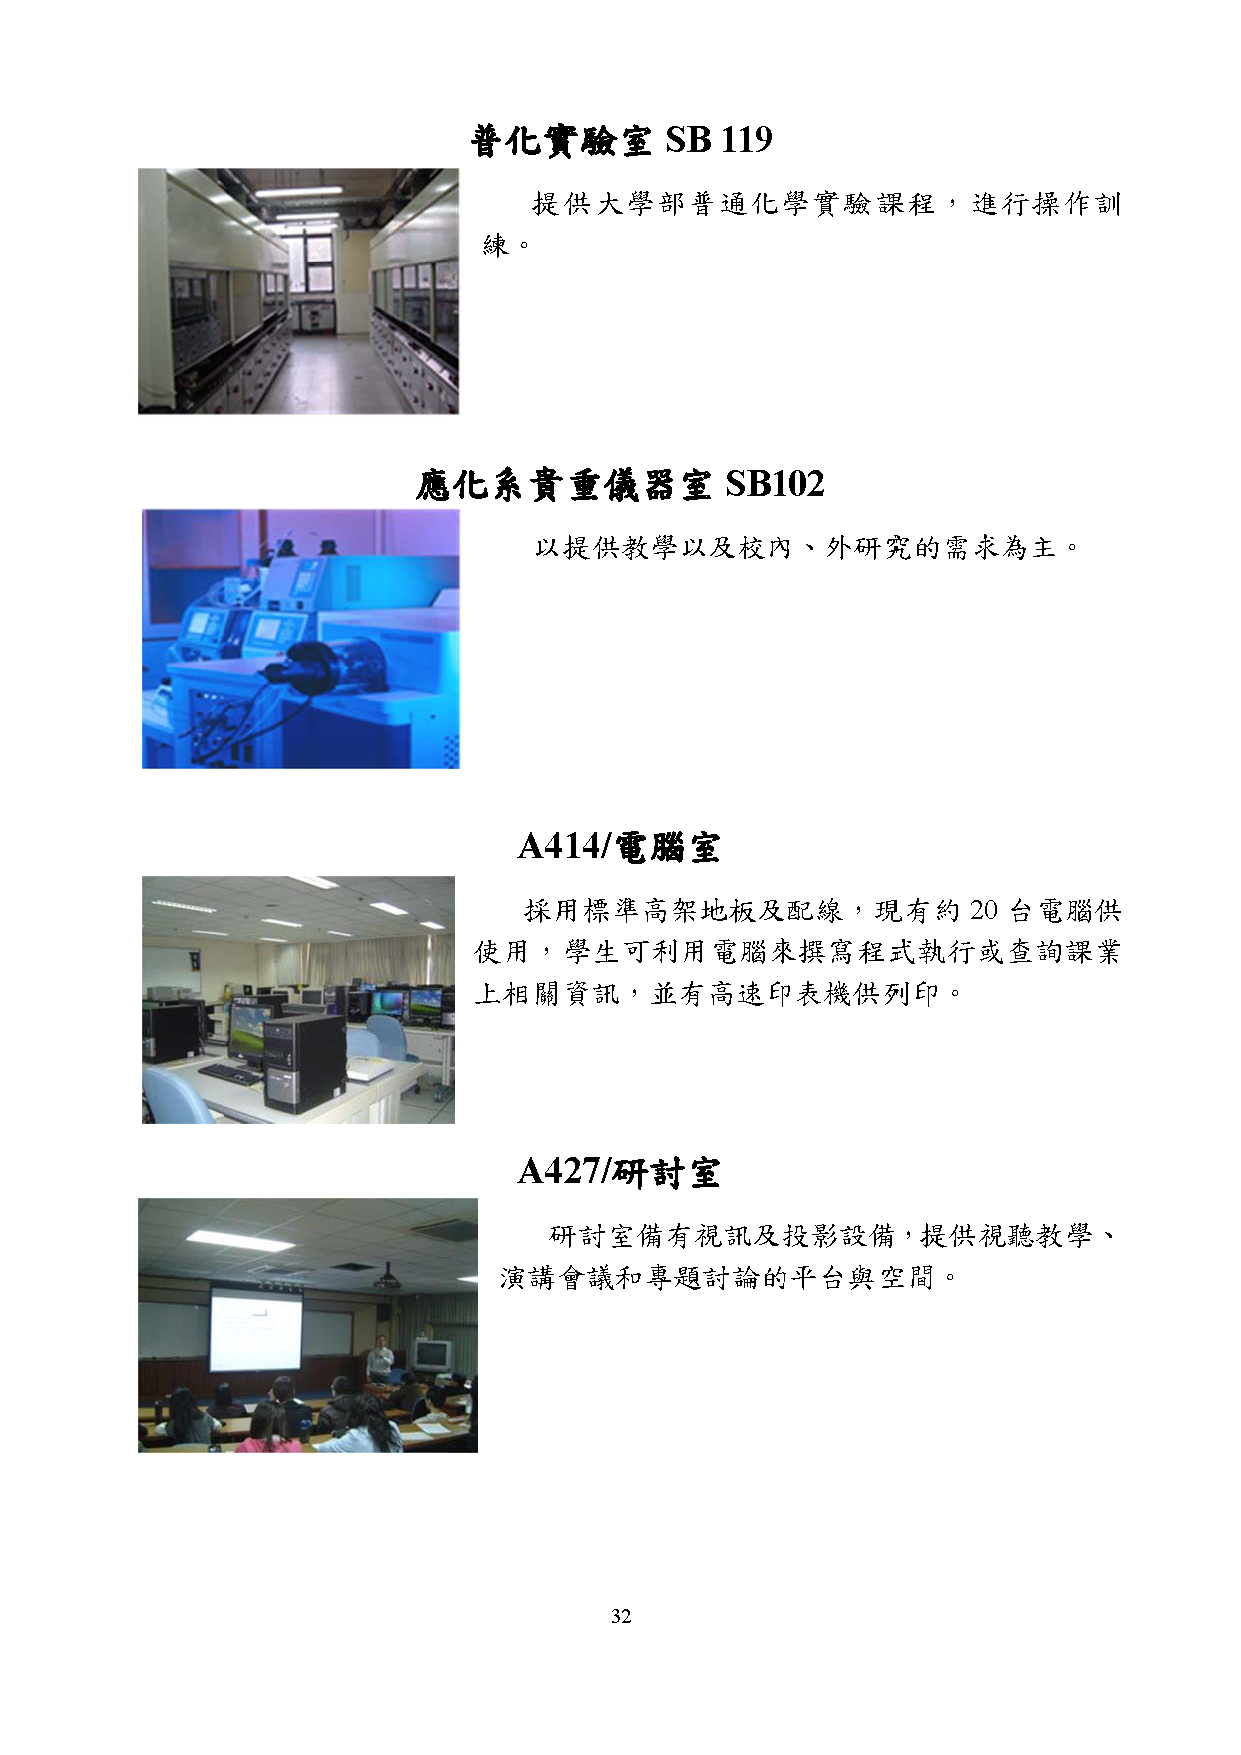 普化實驗室 SB 119
提供大學部普通化學實驗課程，進行操作訓
練。
應化系貴重儀器室 SB102
以提供教學以及校內、外研究的需求為主。
A414/電腦室
採用標準高架地板及配線，現有約 20 台電腦供
使用，學生可利用電腦來撰寫程式執行或查詢課業
上相關資訊，並有高速印表機供列印。
A427/研討室
研討室備有視訊及投影設備，提供視聽教學、
演講會議和專題討論的平台與空間。
32